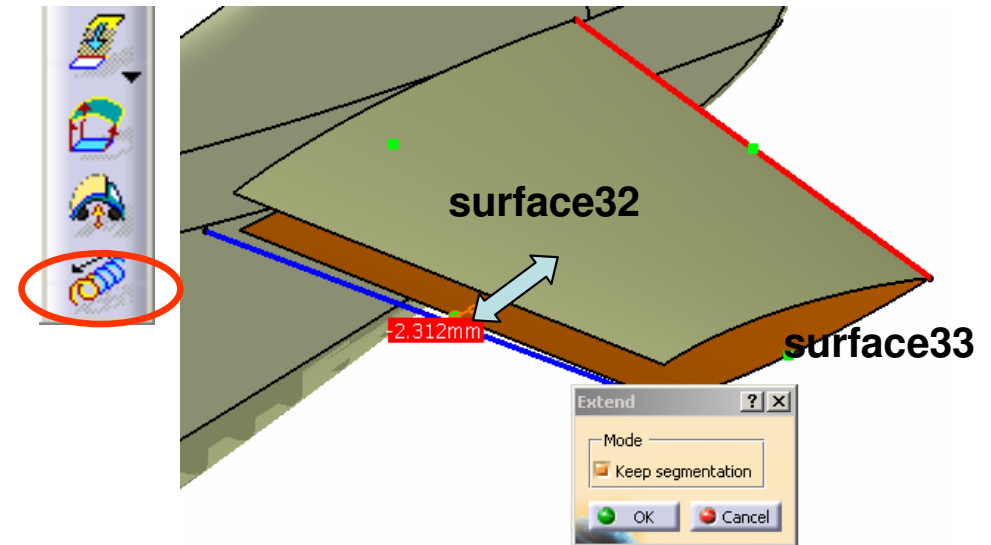 surface32
-2.312mm
surface33
Extend
Mode
Keep segmentation
OK
Cancel